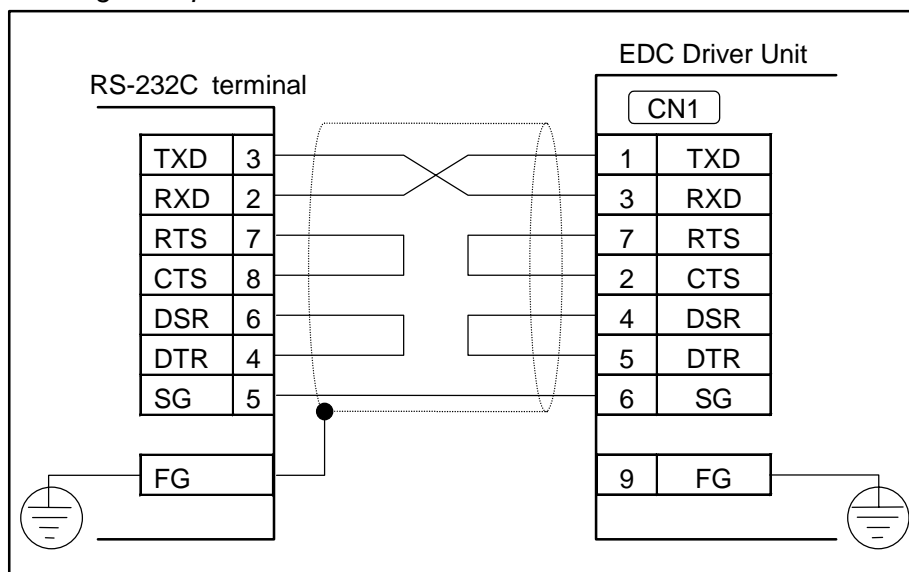 EDC Driver Unit
RS-232C terminal
CN1
TXD 3 1 TXD
RXD 2 3 RXD
RTS 7 7 RTS
CTS 8 2 CTS
DSR 6 4 DSR
DTR 4 5 DTR
SG 5 6 SG
FG 9 FG